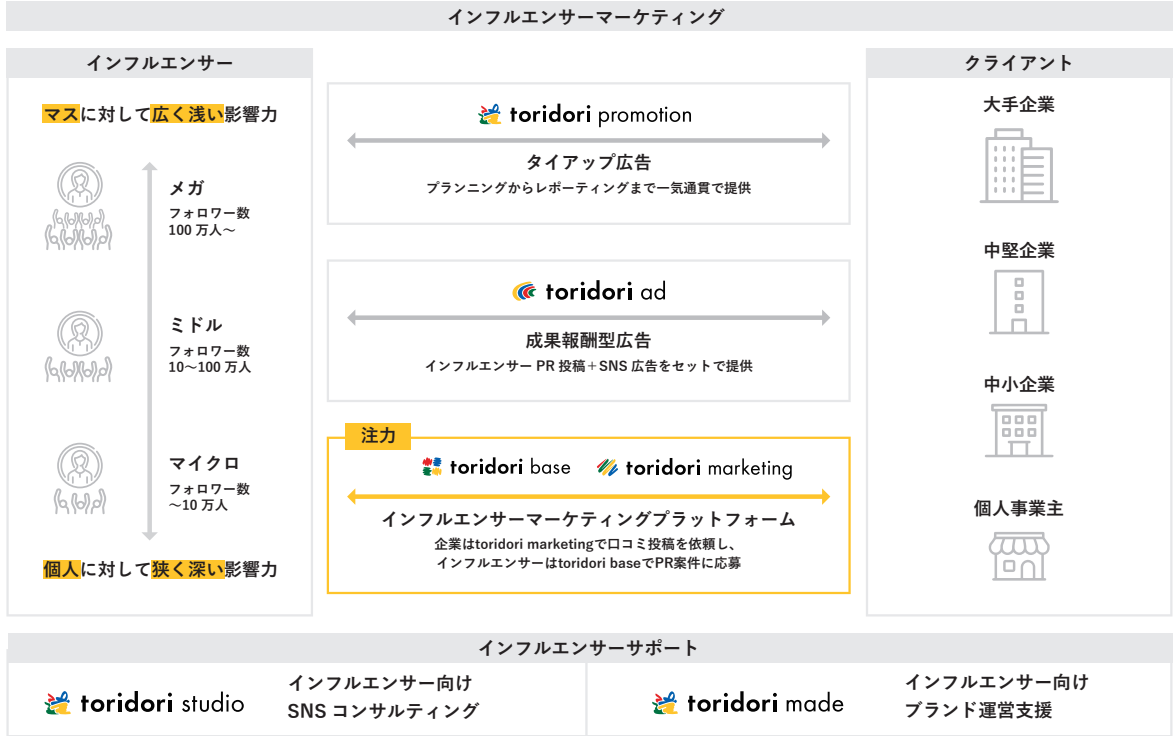 インフルエンサーマーケティング
インフルエンサー
マスに対して広く浅い影響力
メガ
フォロワー数
100 万人～
ミドル
フォロワー数
10～100 万人
マイクロ
フォロワー数
～10 万人
個人に対して狭く深い影響力
toridori promotion
タイアップ広告
プランニングからレポーティングまで一気通貫で提供
toridori ad
成果報酬型広告
インフルエンサー PR 投稿＋SNS 広告をセットで提供
注力
toridori base toridori marketing
インフルエンサーマーケティングプラットフォーム
企業はtoridori marketingで口コミ投稿を依頼し、
インフルエンサーはtoridori baseでPR案件に応募
クライアント
大手企業
中堅企業
中小企業
個人事業主
インフルエンサーサポート
toridori studio
インフルエンサー向け
SNS コンサルティング
toridori made
インフルエンサー向け
ブランド運営支援